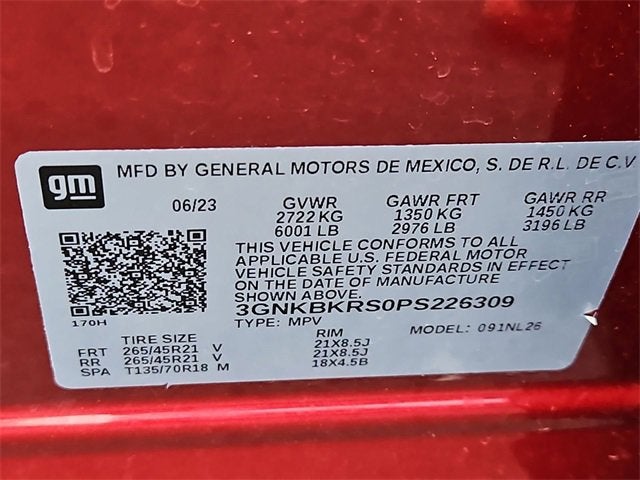 gm
MFD BY GENERAL MOTORS DE MEXICO, S. DE R.L. DE C.V
06/23 GVWR GAWR FRT GAWR RR
2722 KG 1350 KG 1450 KG
6001 LB 2976 LB 3196 LB
THIS VEHICLE CONFORMS TO ALL
APPLICABLE U.S. FEDERAL MOTOR
VEHICLE SAFETY STANDARDS IN EFFECT
ON THE DATE OF MANUFACTURE
SHOWN ABOVE.
3GNKBKRS0PS226309
170H
TYPE: MPV MODEL: 091NL26
TIRE SIZE RIM
FRT 265/45R21 V 21X8.5J
RR 265/45R21 V 21X8.5J
SPA T135/70R18 M 18X4.5B